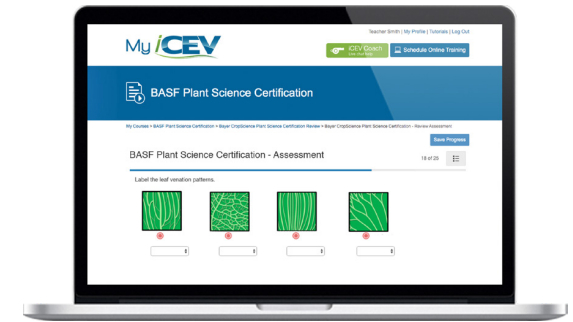 Teacher Smith | My Profile | Tutorials | Log Out
My iCEV
iCEV Coach
Schedule Online Training
BASF Plant Science Certification
My Courses > BASF Plant Science Certification > Bayer CropScience Plant Science Certification Review > Bayer CropScience Plant Science Certification - Review Assessment
Save Progress
BASF Plant Science Certification - Assessment
18 of 23
Label the leaf venation patterns.